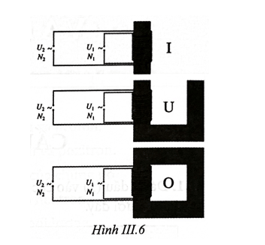 U₂ ~ U₁ ~ I
N₂ N₁
U₂ ~ U₁ ~ U
N₂ N₁
U₂ ~ U₁ ~ O
N₂ N₁
Hình III.6